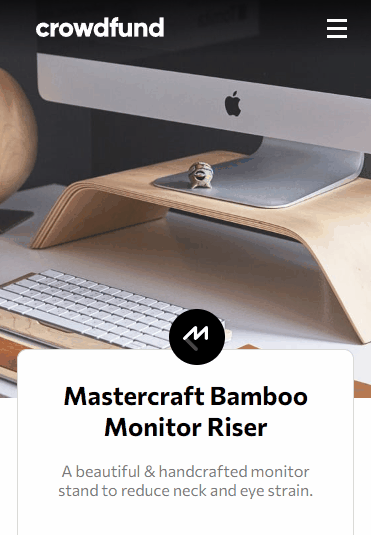 crowdfund
Mastercraft Bamboo
Monitor Riser
A beautiful & handcrafted monitor
stand to reduce neck and eye strain.